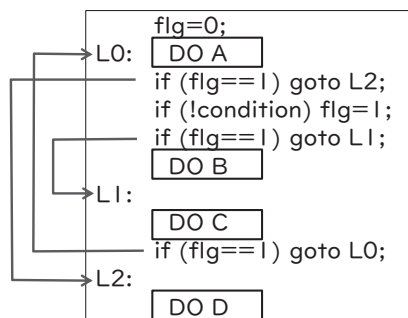 flg=0;
L0: DO A
if (flg==1) goto L2;
if (!condition) flg=1;
if (flg==1) goto L1;
DO B
L1:
DO C
if (flg==1) goto L0;
L2:
DO D